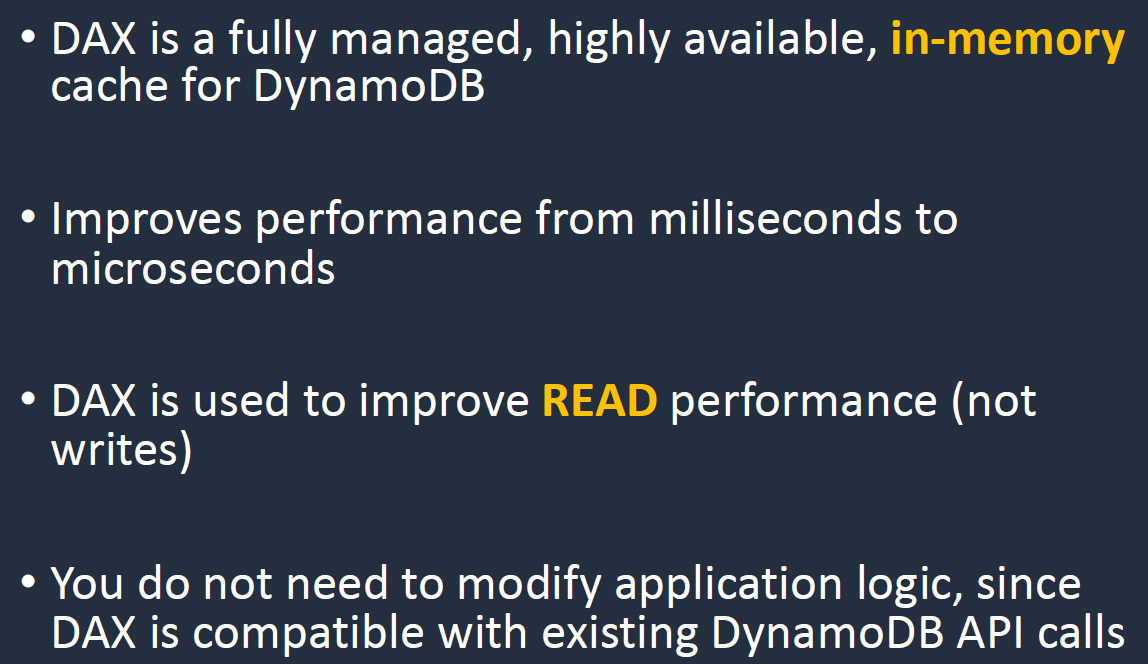 • DAX is a fully managed, highly available, in-memory
cache for DynamoDB
• Improves performance from milliseconds to
microseconds
• DAX is used to improve READ performance (not
writes)
• You do not need to modify application logic, since
DAX is compatible with existing DynamoDB API calls